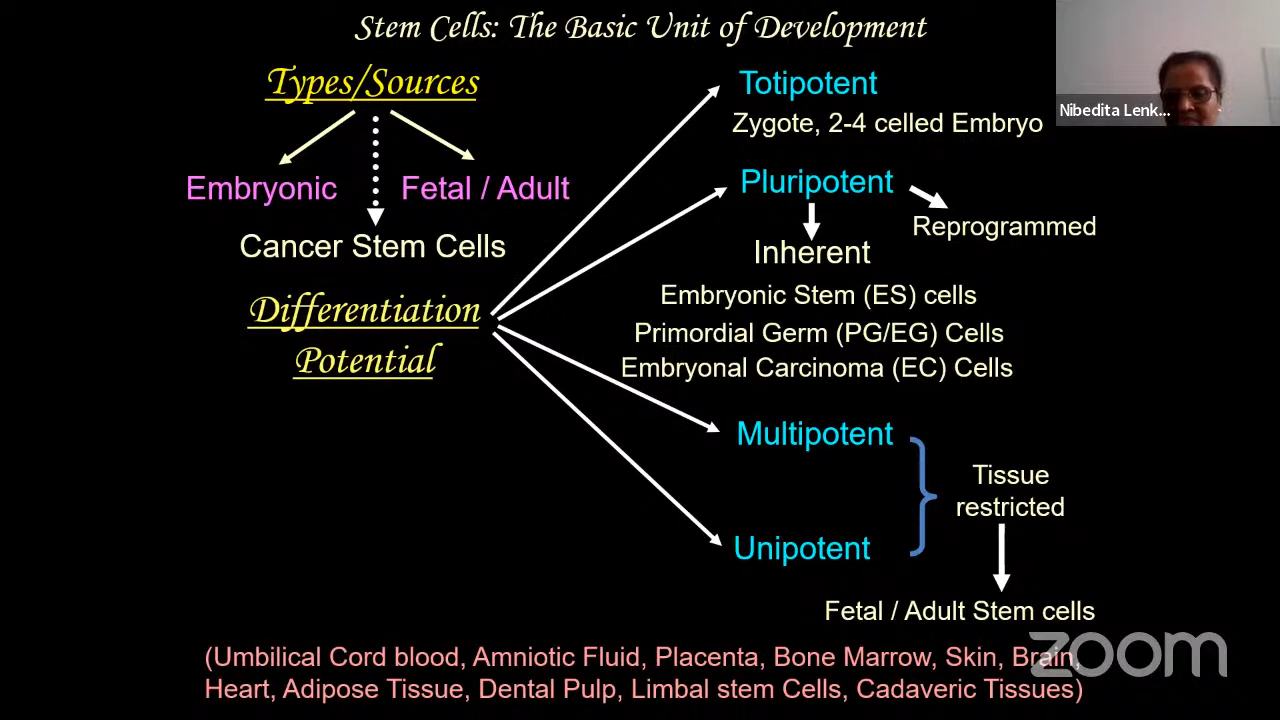 Stem Cells: The Basic Unit of Development
Types/Sources
Embryonic
Fetal / Adult
Cancer Stem Cells
Differentiation
Potential
Totipotent
Zygote, 2-4 celled Embryo
Pluripotent
Reprogrammed
Inherent
Embryonic Stem (ES) cells
Primordial Germ (PG/EG) Cells
Embryonal Carcinoma (EC) Cells
Multipotent
Unipotent
Tissue
restricted
Fetal / Adult Stem cells
(Umbilical Cord blood, Amniotic Fluid, Placenta, Bone Marrow, Skin, Brain,
Heart, Adipose Tissue, Dental Pulp, Limbal stem Cells, Cadaveric Tissues)
Nibedita Lenk...
zoom